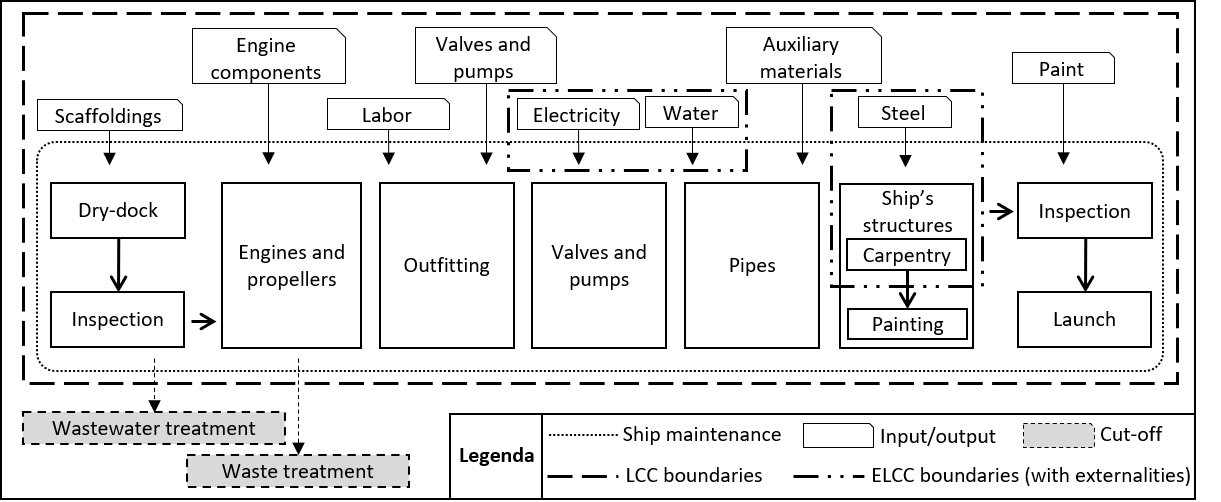 Engine
components
Valves and
pumps
Auxiliary
materials
Paint
Scaffoldings
Labor
Electricity
Water
Steel
Dry-dock
Inspection
Engines and
propellers
Outfitting
Valves and
pumps
Pipes
Ship’s
structures
Carpentry
Painting
Inspection
Launch
Wastewater treatment
Waste treatment
Legenda
Ship maintenance
Input/output
Cut-off
LCC boundaries
ELCC boundaries (with externalities)